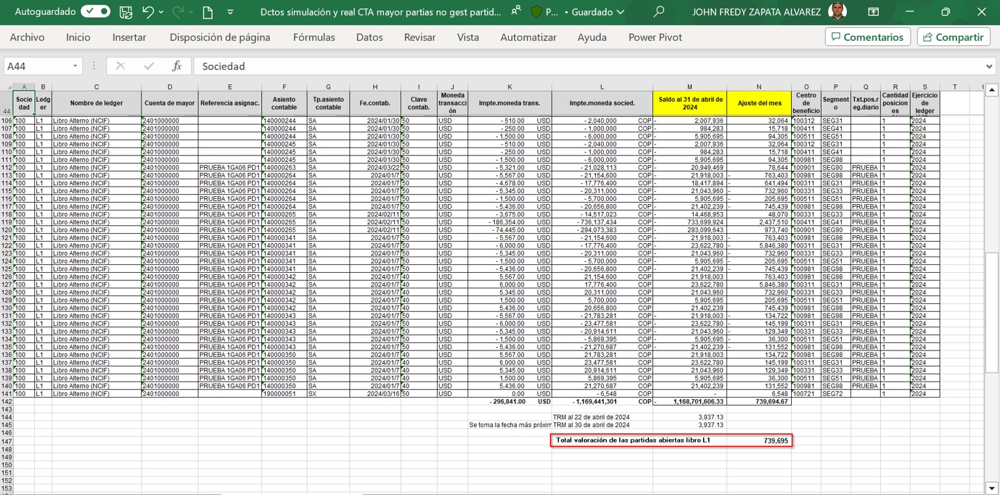 Autoguardado Dctos simulación y real CTA mayor partias no gest partid... P... • Guardado JOHN FREDY ZAPATA ALVAREZ
Archivo Inicio Insertar Disposición de página Fórmulas Datos Revisar Vista Automatizar Ayuda Power Pivot Comentarios Compartir
A44 fx Sociedad
A B C D E F G H I J K L M N O P Q R S T
44 Sociedad Ledger Nombre de ledger Cuenta de mayor Referencia asignac. Asiento contable Tp.asiento contable Fe.contab. Clave contab. Moneda transacción Impte.moneda trans. Impte.moneda socied. Saldo al 31 de abril de 2024 Ajuste del mes Centro de beneficio Segmento Txt.pos.reg.diario Cantidad posiciones Ejercicio de ledger
106 100 L1 Libro Alterno (NCIF) 2401000000 140000244 SA 2024/01/30 50 USD - 510.00 USD - 2,040,000 COP - 2,007,936 32,064 100312 SEG31 1 2024
107 100 L1 Libro Alterno (NCIF) 2401000000 140000244 SA 2024/01/30 50 USD - 250.00 USD - 1,000,000 COP - 984,283 15,718 100411 SEG41 1 2024
108 100 L1 Libro Alterno (NCIF) 2401000000 140000244 SA 2024/01/30 50 USD - 1,500.00 USD - 6,000,000 COP - 5,905,695 94,305 100511 SEG51 1 2024
109 100 L1 Libro Alterno (NCIF) 2401000000 140000245 SA 2024/01/30 50 USD - 510.00 USD - 2,040,000 COP - 2,007,936 32,064 100312 SEG31 1 2024
110 100 L1 Libro Alterno (NCIF) 2401000000 140000245 SA 2024/01/30 50 USD - 250.00 USD - 1,000,000 COP - 984,283 15,718 100411 SEG41 1 2024
111 100 L1 Libro Alterno (NCIF) 2401000000 140000245 SA 2024/01/30 50 USD - 1,500.00 USD - 6,000,000 COP - 5,905,695 94,305 100981 SEG98 1 2024
112 100 L1 Libro Alterno (NCIF) 2401000000 PRUEBA 1GA06 PD1 140000263 SA 2024/03/22 50 USD - 5,321.00 USD - 21,028,113 COP - 20,949,469 78,644 100901 SEG90 PRUEBA 1 2024
113 100 L1 Libro Alterno (NCIF) 2401000000 PRUEBA 1GA06 PD1 140000264 SA 2024/01/7 50 USD - 5,567.00 USD - 21,154,600 COP - 21,918,003 - 763,403 100981 SEG98 PRUEBA 1 2024
114 100 L1 Libro Alterno (NCIF) 2401000000 PRUEBA 1GA06 PD1 140000264 SA 2024/01/7 50 USD - 4,678.00 USD - 17,776,400 COP - 18,417,894 - 641,494 100311 SEG31 PRUEBA 1 2024
115 100 L1 Libro Alterno (NCIF) 2401000000 PRUEBA 1GA06 PD1 140000264 SA 2024/01/7 50 USD - 5,345.00 USD - 20,311,000 COP - 21,043,960 - 732,960 100331 SEG33 PRUEBA 1 2024
116 100 L1 Libro Alterno (NCIF) 2401000000 PRUEBA 1GA06 PD1 140000264 SA 2024/01/7 50 USD - 1,500.00 USD - 5,700,000 COP - 5,905,695 - 205,695 100511 SEG51 PRUEBA 1 2024
117 100 L1 Libro Alterno (NCIF) 2401000000 PRUEBA 1GA06 PD1 140000264 SA 2024/01/7 50 USD - 5,436.00 USD - 20,656,800 COP - 21,402,239 - 745,439 100981 SEG98 PRUEBA 1 2024
118 100 L1 Libro Alterno (NCIF) 2401000000 PRUEBA 1GA06 PD1 140000265 SA 2024/02/11 50 USD - 3,675.00 USD - 14,517,023 COP - 14,468,953 48,070 100331 SEG33 PRUEBA 1 2024
119 100 L1 Libro Alterno (NCIF) 2401000000 PRUEBA 1GA06 PD1 140000265 SA 2024/02/11 50 USD - 186,354.00 USD - 736,137,434 COP - 733,699,924 2,437,510 100411 SEG41 PRUEBA 1 2024
120 100 L1 Libro Alterno (NCIF) 2401000000 PRUEBA 1GA06 PD1 140000265 SA 2024/02/11 50 USD - 74,445.00 USD - 294,073,383 COP - 293,099,643 973,740 100901 SEG90 PRUEBA 1 2024
121 100 L1 Libro Alterno (NCIF) 2401000000 PRUEBA 1GA06 PD1 140000341 SA 2024/01/7 50 USD - 5,567.00 USD - 21,154,600 COP - 21,918,003 - 763,403 100981 SEG98 PRUEBA 1 2024
122 100 L1 Libro Alterno (NCIF) 2401000000 PRUEBA 1GA06 PD1 140000341 SA 2024/01/7 50 USD - 6,000.00 USD - 17,776,400 COP - 23,622,780 - 5,846,380 100311 SEG31 PRUEBA 1 2024
123 100 L1 Libro Alterno (NCIF) 2401000000 PRUEBA 1GA06 PD1 140000341 SA 2024/01/7 50 USD - 5,345.00 USD - 20,311,000 COP - 21,043,960 - 732,960 100331 SEG33 PRUEBA 1 2024
124 100 L1 Libro Alterno (NCIF) 2401000000 PRUEBA 1GA06 PD1 140000341 SA 2024/01/7 50 USD - 1,500.00 USD - 5,700,000 COP - 5,905,695 - 205,695 100511 SEG51 PRUEBA 1 2024
125 100 L1 Libro Alterno (NCIF) 2401000000 PRUEBA 1GA06 PD1 140000341 SA 2024/01/7 50 USD - 5,436.00 USD - 20,656,800 COP - 21,402,239 - 745,439 100981 SEG98 PRUEBA 1 2024
126 100 L1 Libro Alterno (NCIF) 2401000000 PRUEBA 1GA06 PD1 140000342 SA 2024/01/7 40 USD 5,567.00 USD 21,154,600 COP 21,918,003 763,403 100981 SEG98 PRUEBA 1 2024
127 100 L1 Libro Alterno (NCIF) 2401000000 PRUEBA 1GA06 PD1 140000342 SA 2024/01/7 40 USD 6,000.00 USD 17,776,400 COP 23,622,780 5,846,380 100311 SEG31 PRUEBA 1 2024
128 100 L1 Libro Alterno (NCIF) 2401000000 PRUEBA 1GA06 PD1 140000342 SA 2024/01/7 40 USD 5,345.00 USD 20,311,000 COP 21,043,960 732,960 100331 SEG33 PRUEBA 1 2024
129 100 L1 Libro Alterno (NCIF) 2401000000 PRUEBA 1GA06 PD1 140000342 SA 2024/01/7 40 USD 1,500.00 USD 5,700,000 COP 5,905,695 205,695 100511 SEG51 PRUEBA 1 2024
130 100 L1 Libro Alterno (NCIF) 2401000000 PRUEBA 1GA06 PD1 140000342 SA 2024/01/7 40 USD 5,436.00 USD 20,656,800 COP 21,402,239 745,439 100981 SEG98 PRUEBA 1 2024
131 100 L1 Libro Alterno (NCIF) 2401000000 PRUEBA 1GA06 PD1 140000343 SA 2024/01/7 50 USD - 5,567.00 USD - 21,783,281 COP - 21,918,003 - 134,722 100981 SEG98 PRUEBA 1 2024
132 100 L1 Libro Alterno (NCIF) 2401000000 PRUEBA 1GA06 PD1 140000343 SA 2024/01/7 50 USD - 6,000.00 USD - 23,477,581 COP - 23,622,780 - 145,199 100311 SEG31 PRUEBA 1 2024
133 100 L1 Libro Alterno (NCIF) 2401000000 PRUEBA 1GA06 PD1 140000343 SA 2024/01/7 50 USD - 5,345.00 USD - 20,914,611 COP - 21,043,960 - 129,349 100331 SEG33 PRUEBA 1 2024
134 100 L1 Libro Alterno (NCIF) 2401000000 PRUEBA 1GA06 PD1 140000343 SA 2024/01/7 50 USD - 1,500.00 USD - 5,869,395 COP - 5,905,695 - 36,300 100511 SEG51 PRUEBA 1 2024
135 100 L1 Libro Alterno (NCIF) 2401000000 PRUEBA 1GA06 PD1 140000343 SA 2024/01/7 50 USD - 5,436.00 USD - 21,270,687 COP - 21,402,239 - 131,552 100981 SEG98 PRUEBA 1 2024
136 100 L1 Libro Alterno (NCIF) 2401000000 PRUEBA 1GA06 PD1 140000350 SA 2024/01/7 40 USD 5,567.00 USD 21,783,281 COP 21,918,003 134,722 100981 SEG98 PRUEBA 1 2024
137 100 L1 Libro Alterno (NCIF) 2401000000 PRUEBA 1GA06 PD1 140000350 SA 2024/01/7 40 USD 6,000.00 USD 23,477,581 COP 23,622,780 145,199 100311 SEG31 PRUEBA 1 2024
138 100 L1 Libro Alterno (NCIF) 2401000000 PRUEBA 1GA06 PD1 140000350 SA 2024/01/7 40 USD 5,345.00 USD 20,914,611 COP 21,043,960 129,349 100331 SEG33 PRUEBA 1 2024
139 100 L1 Libro Alterno (NCIF) 2401000000 PRUEBA 1GA06 PD1 140000350 SA 2024/01/7 40 USD 1,500.00 USD 5,869,395 COP 5,905,695 36,300 100511 SEG51 PRUEBA 1 2024
140 100 L1 Libro Alterno (NCIF) 2401000000 PRUEBA 1GA06 PD1 140000350 SA 2024/01/7 40 USD 5,436.00 USD 21,270,687 COP 21,402,239 131,552 100981 SEG98 PRUEBA 1 2024
141 100 L1 Libro Alterno (NCIF) 2401000000 190000051 SX 2024/03/16 50 USD 0.00 USD - 6,548 COP - 6,548 100721 SEG72 1 2024
142 - 296,841.00 USD - 1,169,441,301 COP - 1,168,701,606.33 739,694.67
143
144 TRM al 22 de abril de 2024 3,937.13
145 Se toma la fecha más próxim TRM al 30 de abril de 2024 3,937.13
146
147 Total valoración de las partidas abiertas libro L1 739,695
148
149
150
151
152
153